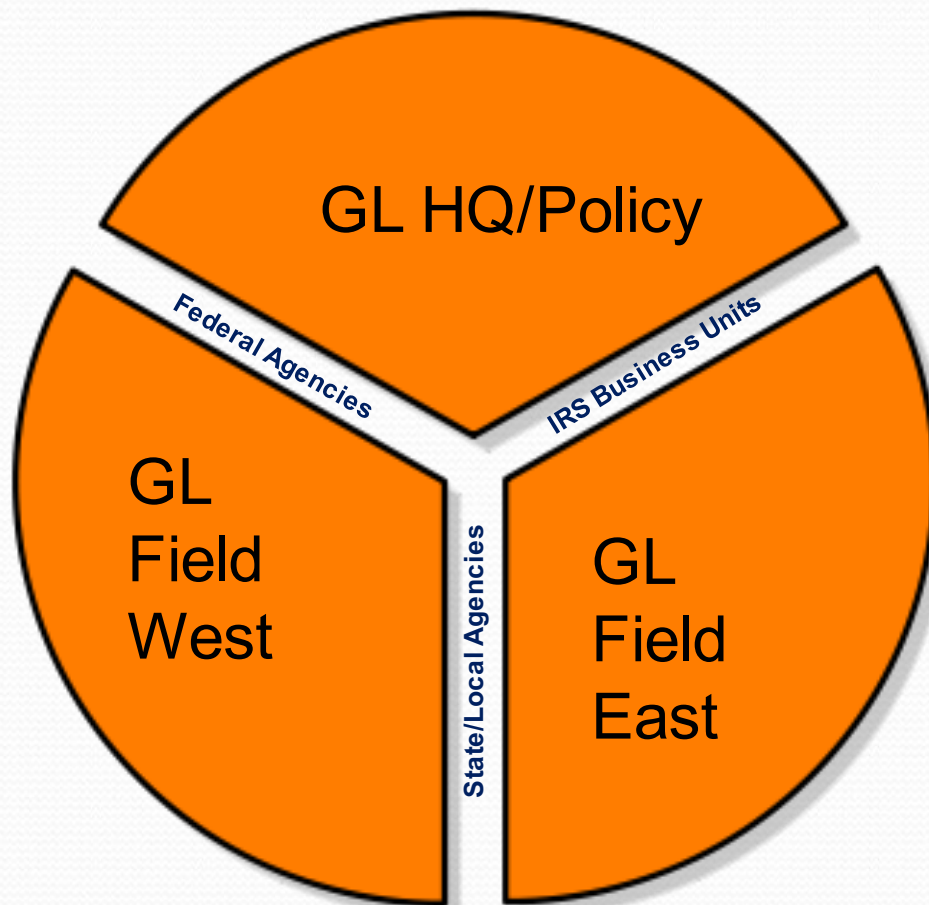 GL HQ/Policy
Federal Agencies
IRS Business Units
GL
Field
West
State/Local Agencies
GL
Field
East